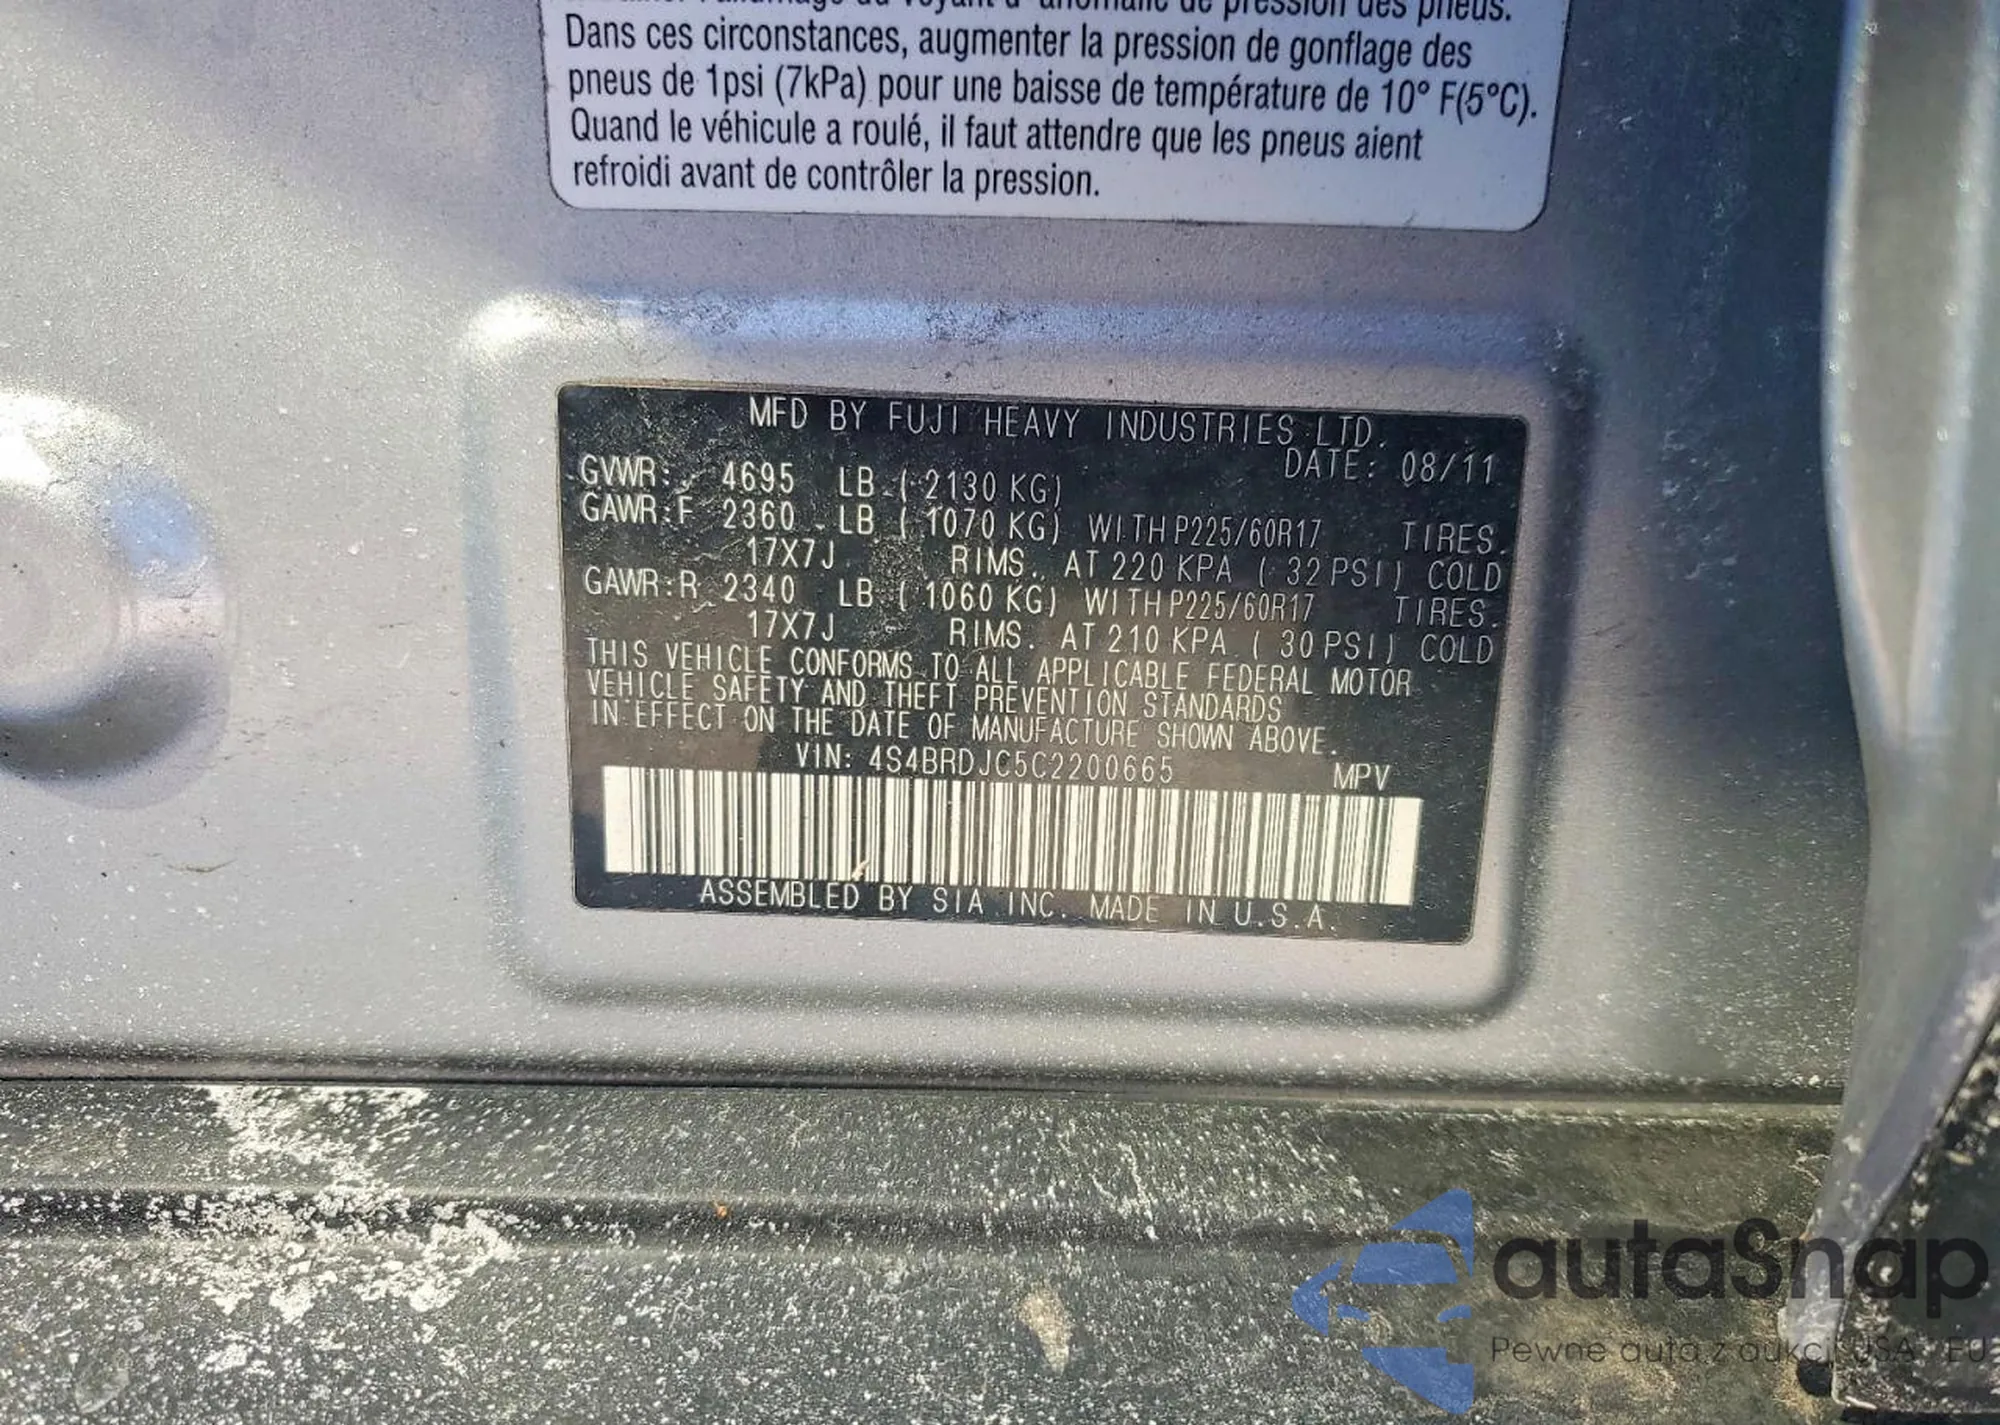 pression des pneus.
Dans ces circonstances, augmenter la pression de gonflage des
pneus de 1psi (7kPa) pour une baisse de température de 10° F(5°C).
Quand le véhicule a roulé, il faut attendre que les pneus aient
refroidi avant de contrôler la pression.
MFD BY FUJI HEAVY INDUSTRIES LTD.
DATE: 08/11
GVWR: 4695 LB (2130 KG)
GAWR:F 2360 LB (1070 KG) WITH P225/60R17 TIRES.
17X7J RIMS. AT 220 KPA (32 PSI) COLD
GAWR:R 2340 LB (1060 KG) WITH P225/60R17 TIRES.
17X7J RIMS. AT 210 KPA (30 PSI) COLD
THIS VEHICLE CONFORMS TO ALL APPLICABLE FEDERAL MOTOR
VEHICLE SAFETY AND THEFT PREVENTION STANDARDS
IN EFFECT ON THE DATE OF MANUFACTURE SHOWN ABOVE.
VIN: 4S4BRDJC5C2200665 MPV
ASSEMBLED BY SIA INC. MADE IN U.S.A.
autoSnap
Pewne auta z aukcji USA i EU